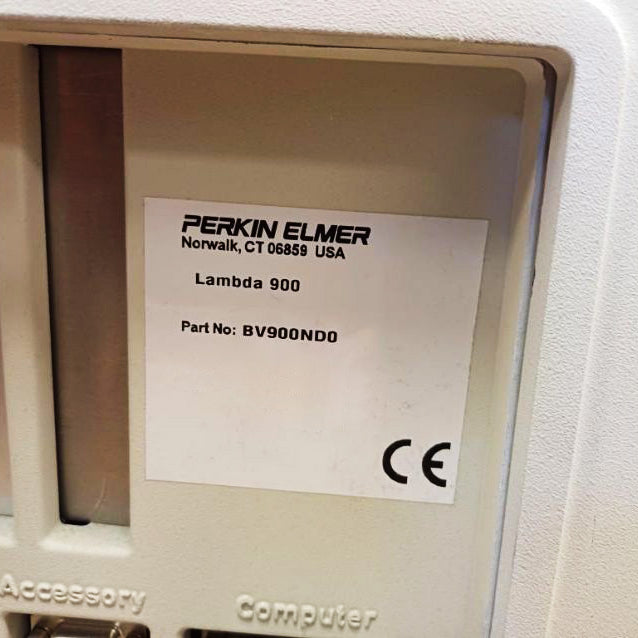 PERKIN ELMER
Norwalk, CT 06859 USA
Lambda 900
Part No: BV900ND0
CE
Accessory
Computer